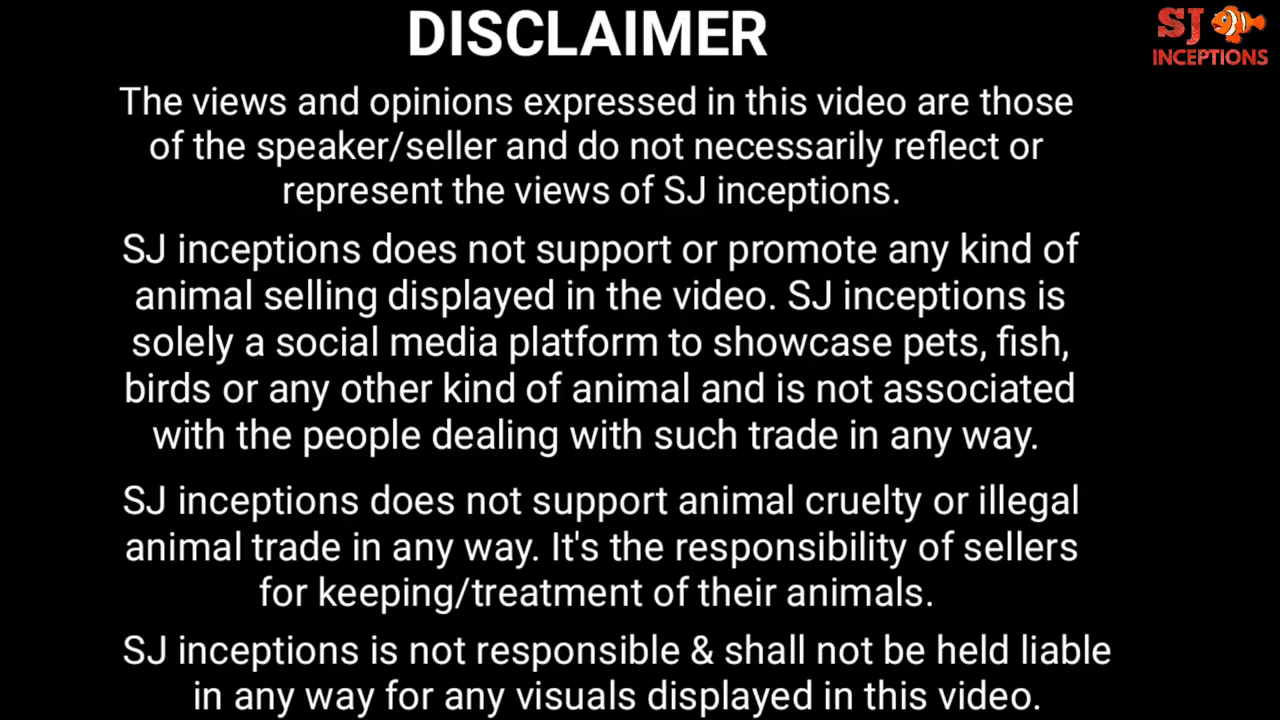 DISCLAIMER
SJ
INCEPTIONS
The views and opinions expressed in this video are those
of the speaker/seller and do not necessarily reflect or
represent the views of SJ inceptions.
SJ inceptions does not support or promote any kind of
animal selling displayed in the video. SJ inceptions is
solely a social media platform to showcase pets, fish,
birds or any other kind of animal and is not associated
with the people dealing with such trade in any way.
SJ inceptions does not support animal cruelty or illegal
animal trade in any way. It's the responsibility of sellers
for keeping/treatment of their animals.
SJ inceptions is not responsible & shall not be held liable
in any way for any visuals displayed in this video.